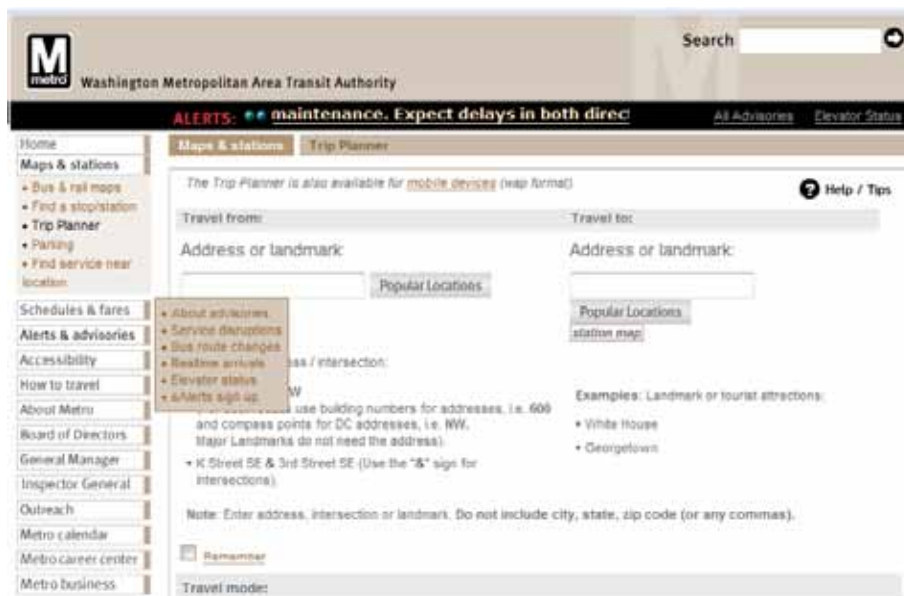 Search
M
metro
Washington Metropolitan Area Transit Authority
ALERTS: maintenance. Expect delays in both direc
All Advisories Elevator Status
Home
Maps & stations
• Bus & rail maps
• Find a stop/station
• Trip Planner
• Parking
• Find service near
location
Schedules & fares
Alerts & advisories
Accessibility
How to travel
About Metro
Board of Directors
General Manager
Inspector General
Outreach
Metro calendar
Metro career center
Metro business
• About advisories
• Service disruptions
• Bus route changes
• Realtime arrivals
• Elevator status
• eAlerts sign up
Maps & stations Trip Planner
The Trip Planner is also available for mobile devices (wap format)
? Help / Tips
Travel from:
Address or landmark:
Popular Locations
ss / intersection:
W
use building numbers for addresses, i.e. 600
and compass points for DC addresses, i.e. NW.
Major Landmarks do not need the address).
• K Street SE & 3rd Street SE (Use the "&" sign for
intersections).
Travel to:
Address or landmark:
Popular Locations
station map
Examples: Landmark or tourist attractions:
• White House
• Georgetown
Note: Enter address, intersection or landmark. Do not include city, state, zip code (or any commas).
Remember
Travel mode: